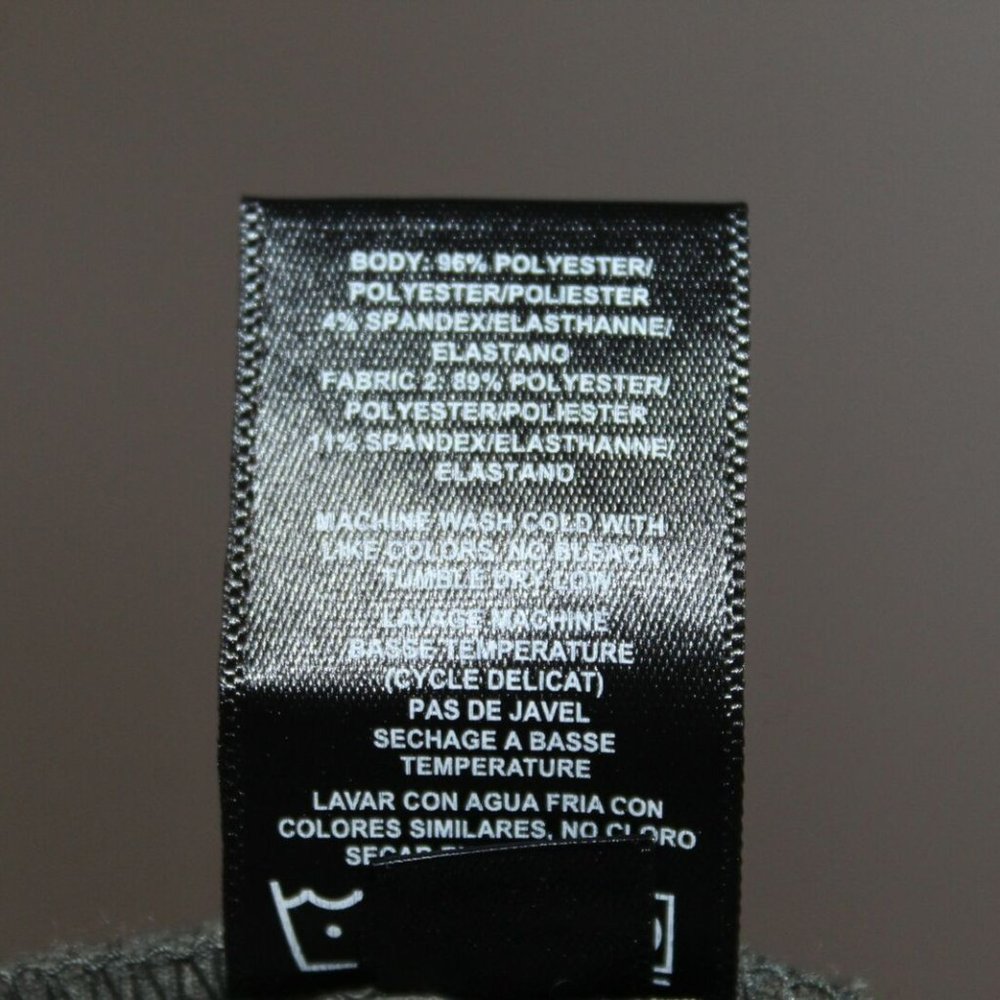 BODY: 96% POLYESTER/
POLYESTER/POLIESTER
4% SPANDEX/ELASTHANNE/
ELASTANO
FABRIC 2: 89% POLYESTER/
POLYESTER/POLIESTER
11% SPANDEX/ELASTHANNE/
ELASTANO
MACHINE WASH COLD WITH
LIKE COLORS, NO BLEACH,
TUMBLE DRY LOW
LAVAGE MACHINE
BASSE TEMPERATURE
(CYCLE DELICAT)
PAS DE JAVEL
SECHAGE A BASSE
TEMPERATURE
LAVAR CON AGUA FRIA CON
COLORES SIMILARES, NO CLORO